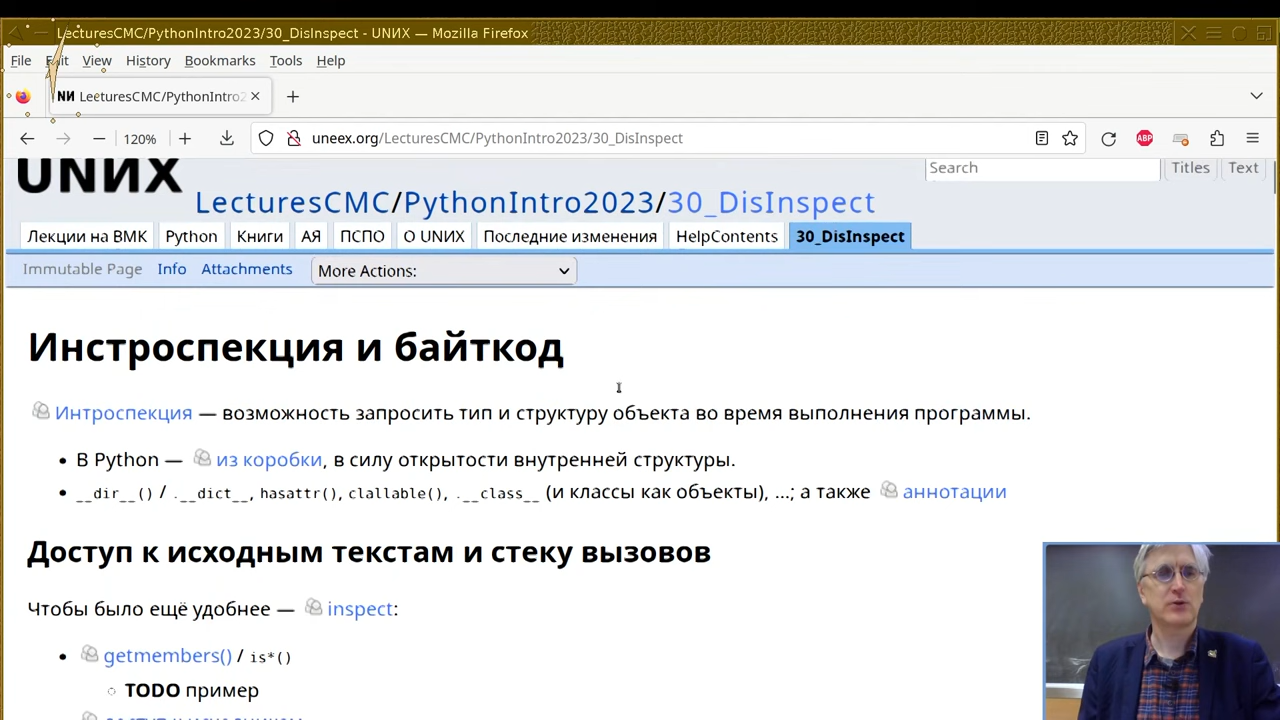 LecturesCMC/PythonIntro2023/30_DisInspect - UNИX — Mozilla Firefox
File Edit View History Bookmarks Tools Help
NИ LecturesCMC/PythonIntro2
120%
uneex.org/LecturesCMC/PythonIntro2023/30_DisInspect
ABP
UNИX
Search Titles Text
LecturesCMC/PythonIntro2023/30_DisInspect
Лекции на ВМК Python Книги АЯ ПСПО О UNIX Последние изменения HelpContents 30_DisInspect
Immutable Page Info Attachments More Actions:
Инстроспекция и байткод
Интроспекция — возможность запросить тип и структуру объекта во время выполнения программы.
• В Python — из коробки, в силу открытости внутренней структуры.
• __dir__() / .__dict__, hasattr(), clallable(), .__class__ (и классы как объекты), …; а также аннотации
Доступ к исходным текстам и стеку вызовов
Чтобы было ещё удобнее — inspect:
• getmembers() / is*()
◦ TODO пример